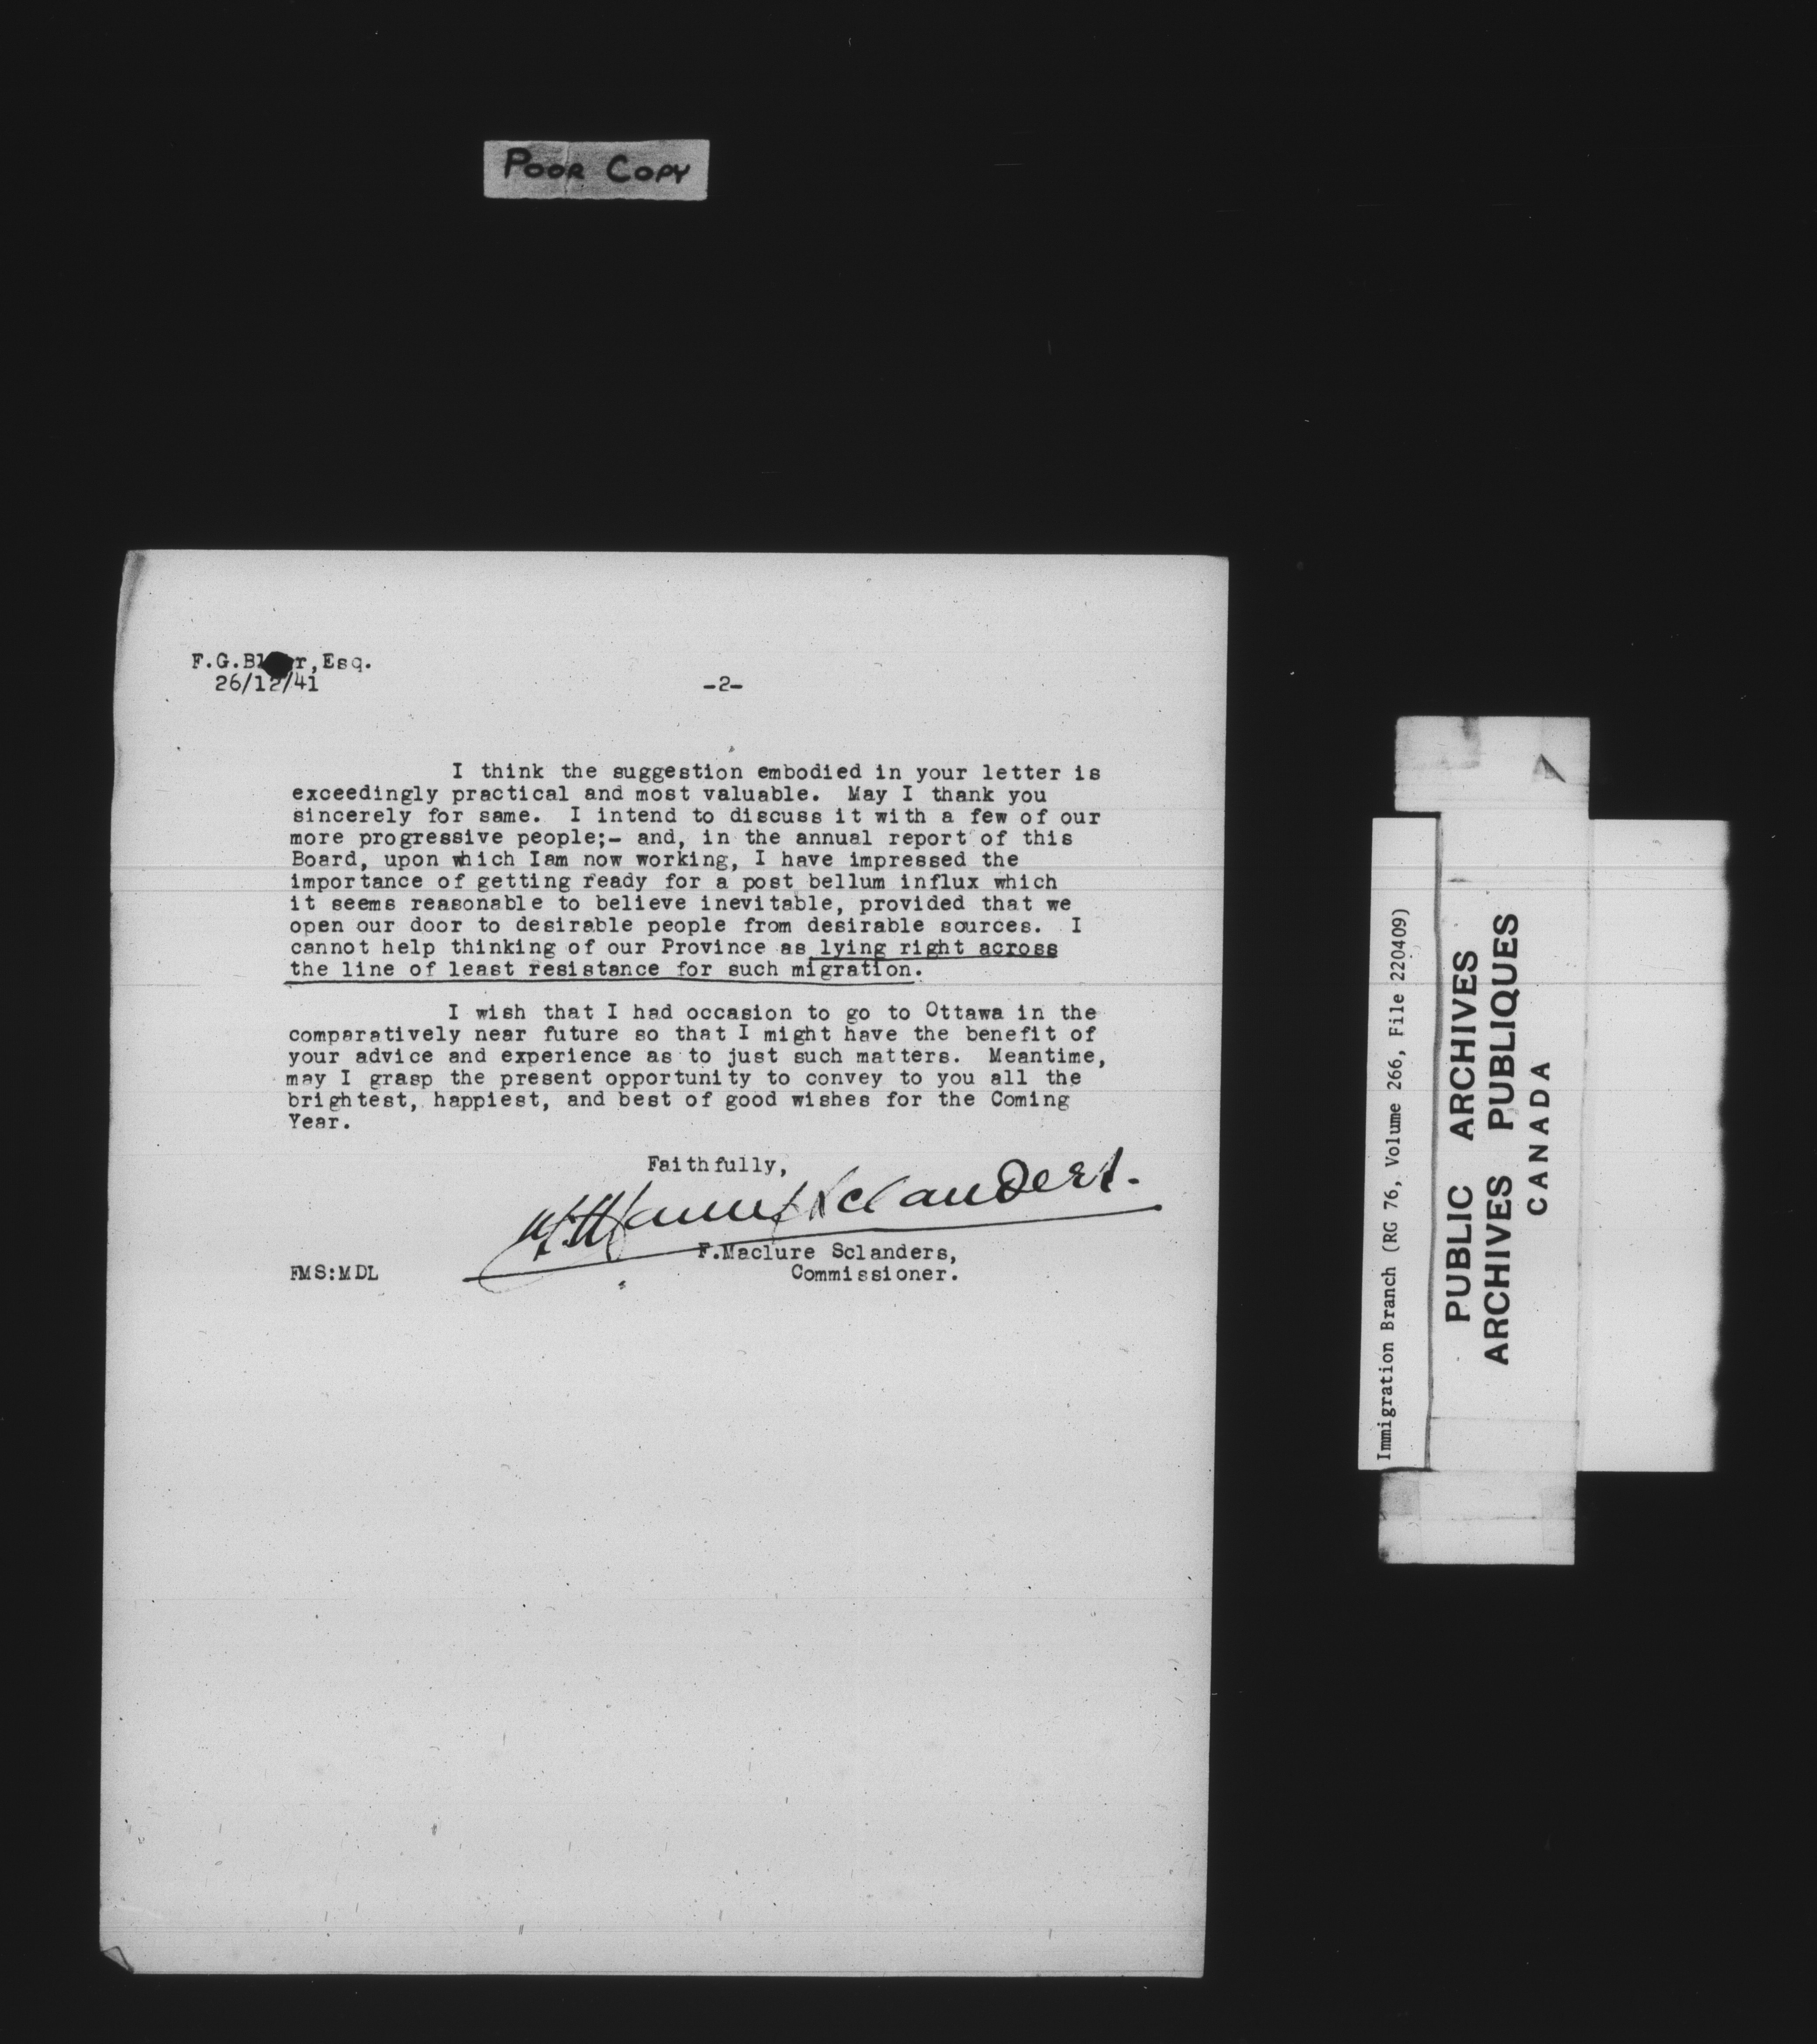 POOR COPY
F.G.Bl r,Esq.
26/12/41
-2-
I think the suggestion embodied in your letter is
exceedingly practical and most valuable. May I thank you
sincerely for same. I intend to discuss it with a few of our
more progressive people;- and, in the annual report of this
Board, upon which Iam now working, I have impressed the
importance of getting ready for a post bellum influx which
it seems reasonable to believe inevitable, provided that we
open our door to desirable people from desirable sources. I
cannot help thinking of our Province as lying right across
the line of least resistance for such migration.
I wish that I had occasion to go to Ottawa in the
comparatively near future so that I might have the benefit of
your advice and experience as to just such matters. Meantime,
may I grasp the present opportunity to convey to you all the
brightest, happiest, and best of good wishes for the Coming
Year.
Faithfully,
Sclanders.
F.Maclure Sclanders,
Commissioner.
FMS:MDL
Immigration Branch (RG 76, Volume 266, File 220409)
PUBLIC ARCHIVES
ARCHIVES PUBLIQUES
CANADA